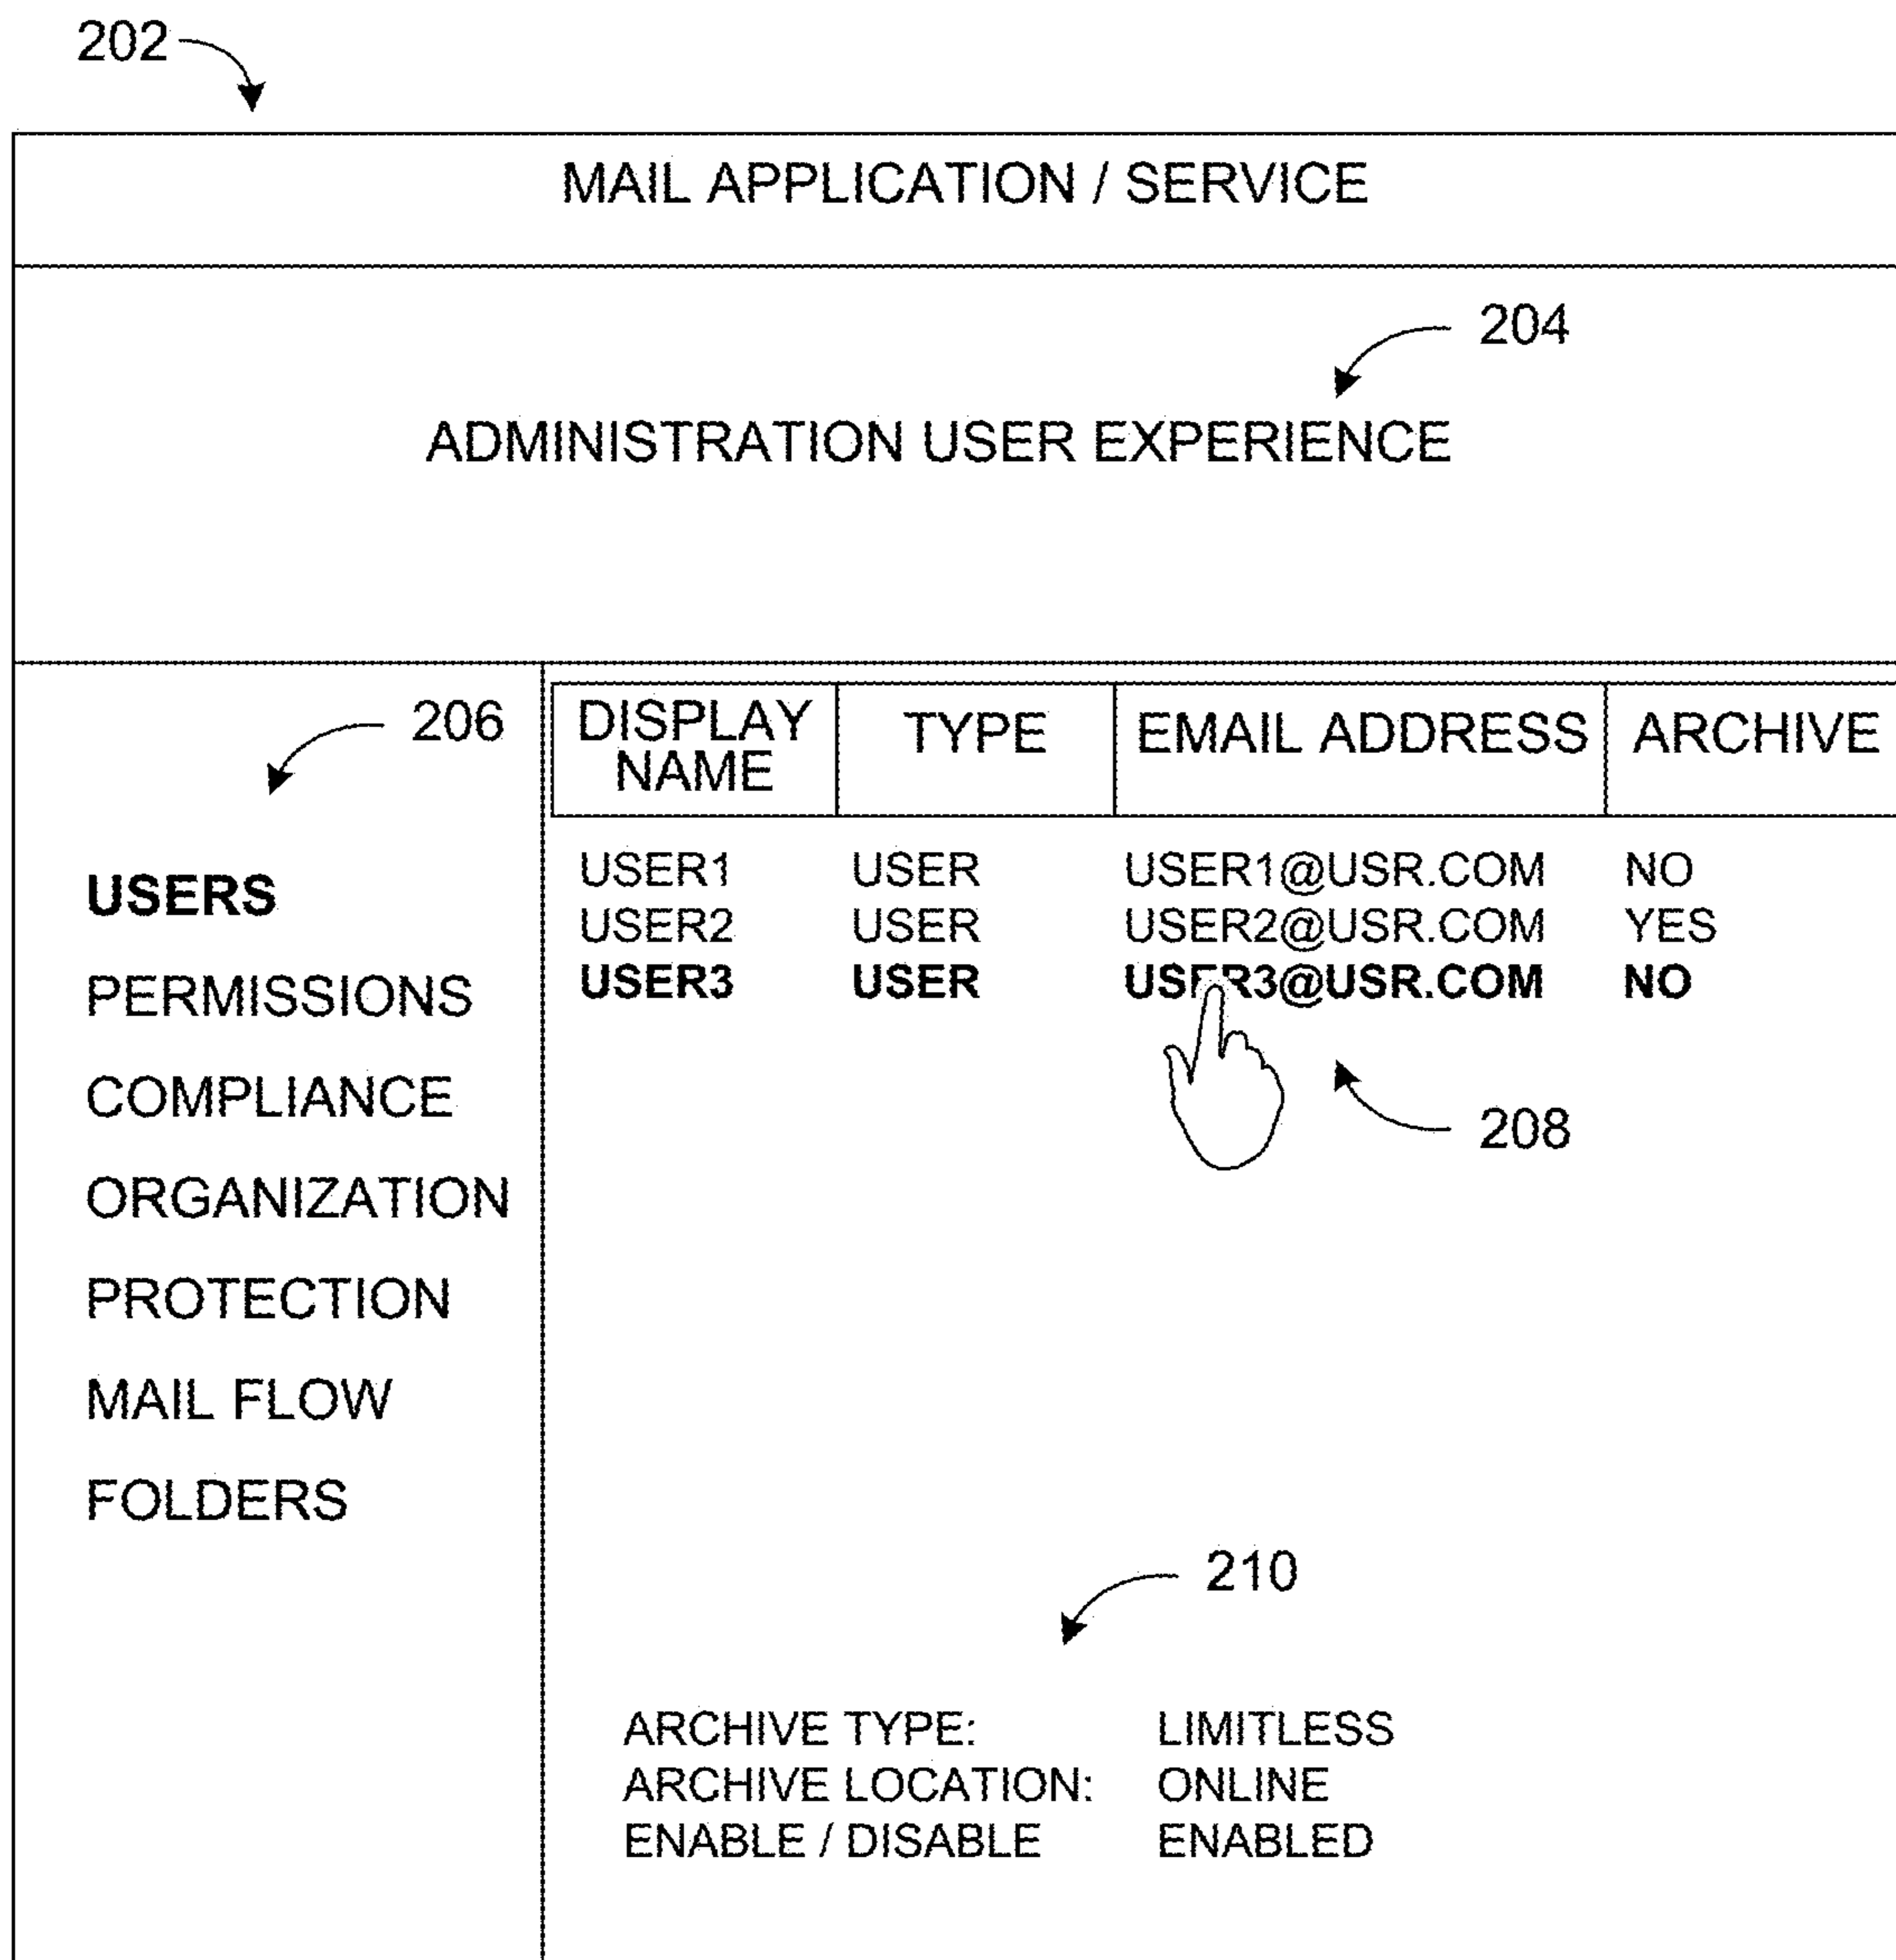 202
MAIL APPLICATION / SERVICE
204
ADMINISTRATION USER EXPERIENCE
206
USERS
PERMISSIONS
COMPLIANCE
ORGANIZATION
PROTECTION
MAIL FLOW
FOLDERS
DISPLAY NAME TYPE EMAIL ADDRESS ARCHIVE
USER1 USER USER1@USR.COM NO
USER2 USER USER2@USR.COM YES
USER3 USER USER3@USR.COM NO
208
210
ARCHIVE TYPE: LIMITLESS
ARCHIVE LOCATION: ONLINE
ENABLE / DISABLE ENABLED